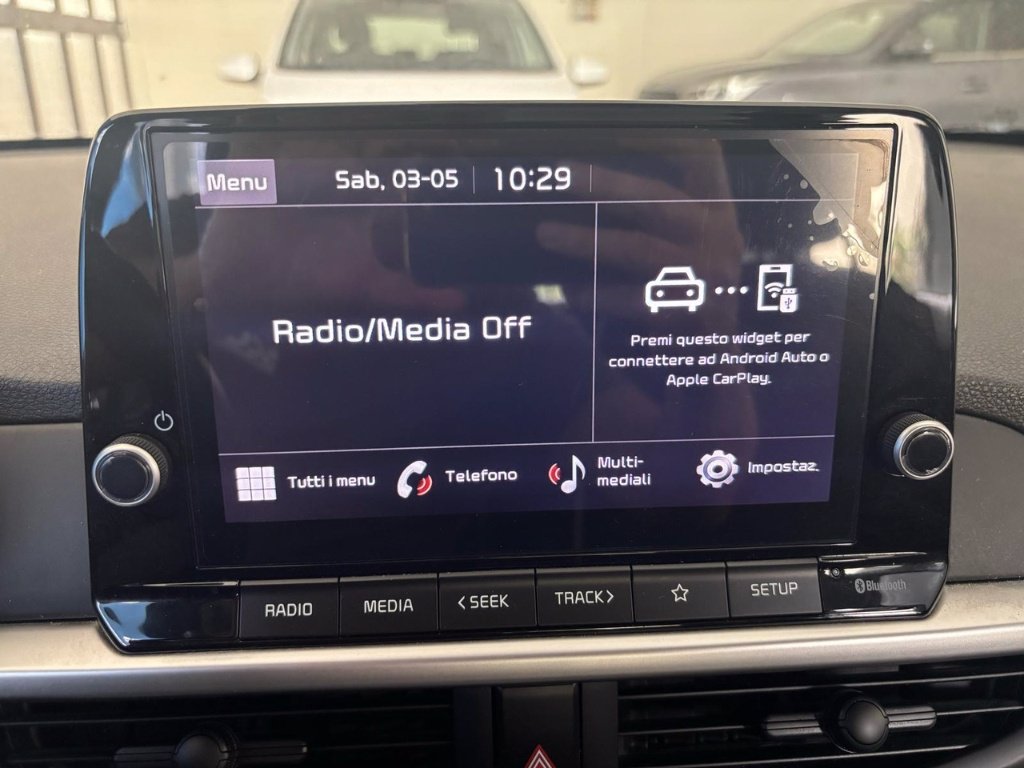 Menu
Sab, 03-05
10:29
Radio/Media Off
Premi questo widget per
connettere ad Android Auto o
Apple CarPlay.
Tutti i menu
Telefono
Multi-
mediali
Impostaz.
RADIO
MEDIA
<SEEK
TRACK>
SETUP
Bluetooth